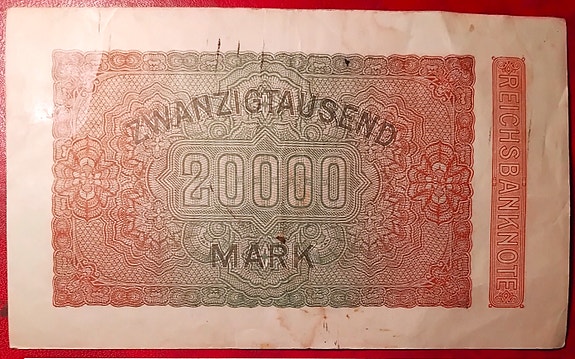 ZWANZIGTAUSEND
20000
MARK
REICHSBANKNOTE